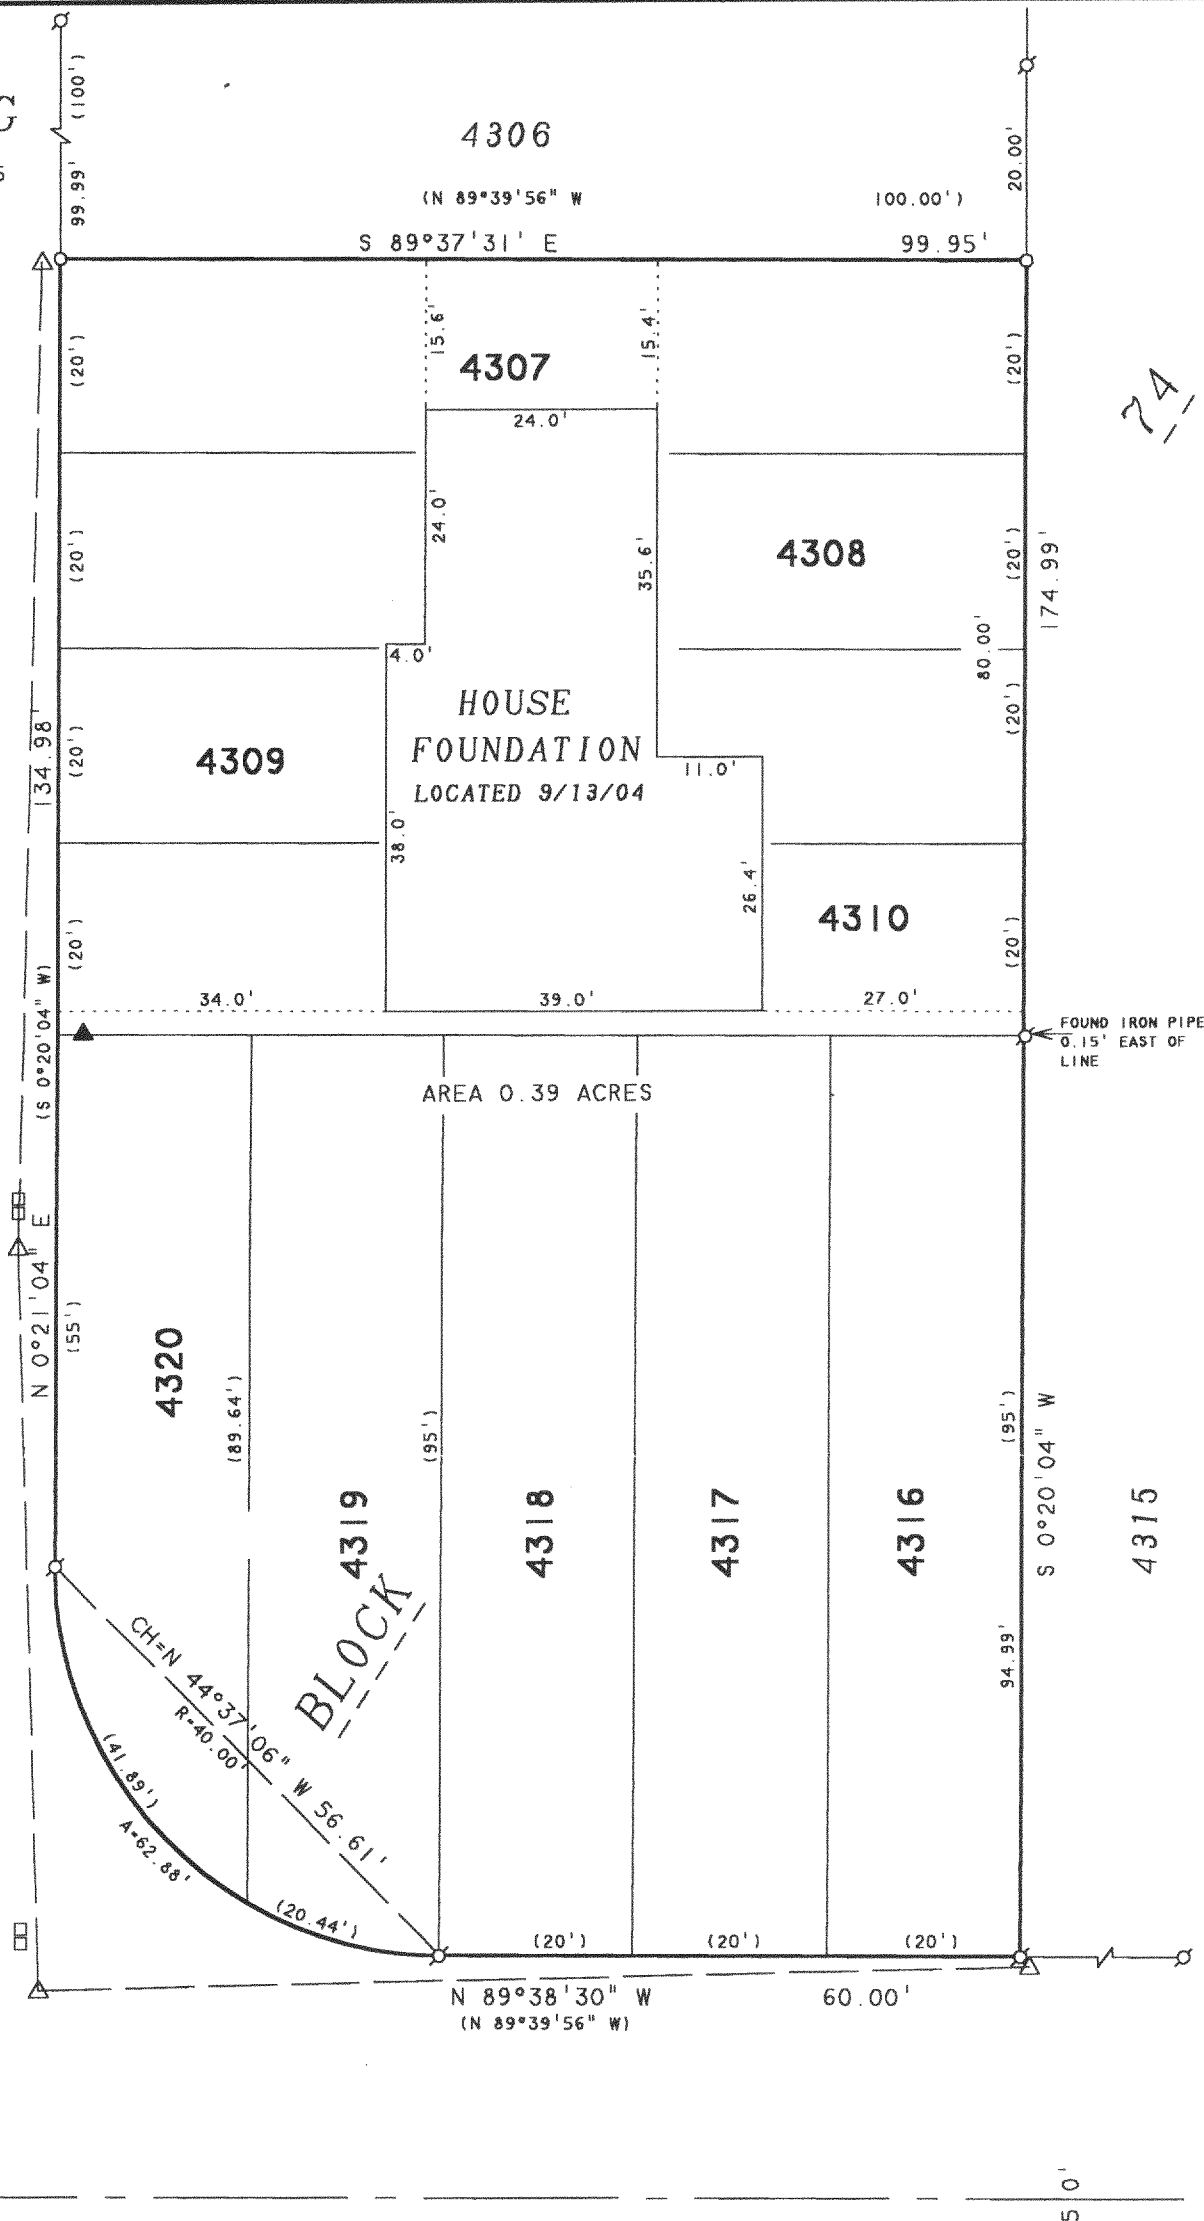 (100')
99.99'
4306
(N 89°39'56" W 100.00')
S 89°37'31' E 99.95'
20.00'
15.6'
15.4'
4307
24.0'
(20')
(20')
24
(20')
24.0'
35.6'
4308
(20')
174.99'
80.00'
4.0'
HOUSE
FOUNDATION
LOCATED 9/13/04
134.98'
(20')
4309
38.0'
11.0'
(20')
26.4'
4310
(20')
(20')
34.0'
39.0'
27.0'
(S 0°20'04" W)
FOUND IRON PIPE
0.15' EAST OF
LINE
AREA 0.39 ACRES
N 0°21'04" E
(55')
4320
(89.64')
4319
(95')
4318
4317
4316
(95')
S 0°20'04" W
4315
94.99'
BLOCK
CH=N 44°37'06" W 56.61'
R=40.00'
(41.89')
A=62.88'
(20.44')
(20')
(20')
(20')
N 89°38'30" W 60.00'
(N 89°39'56" W)
50'